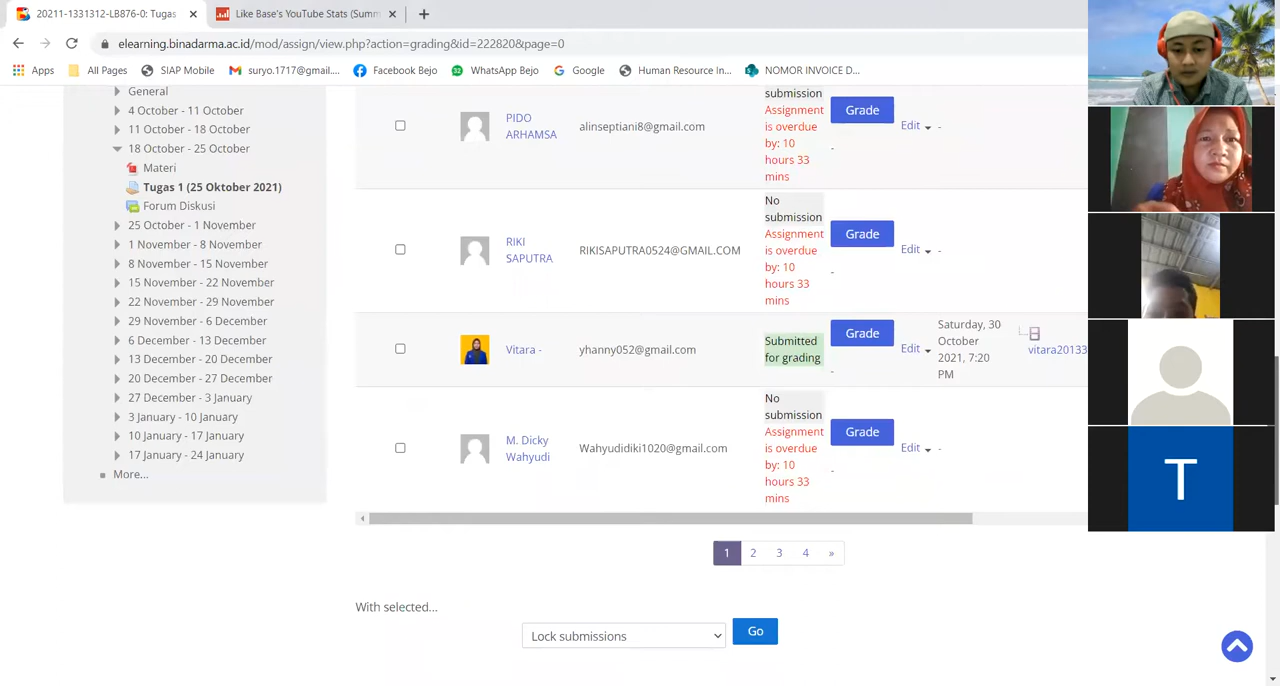 20211-1331312-LB876-0: Tugas
Like Base's YouTube Stats (Summ
elearning.binadarma.ac.id/mod/assign/view.php?action=grading&id=222820&page=0
Apps
All Pages
SIAP Mobile
suryo.1717@gmail....
Facebook Bejo
32
WhatsApp Bejo
Google
Human Resource In...
NOMOR INVOICE D...
General
4 October - 11 October
11 October - 18 October
18 October - 25 October
Materi
Tugas 1 (25 Oktober 2021)
Forum Diskusi
25 October - 1 November
1 November - 8 November
8 November - 15 November
15 November - 22 November
22 November - 29 November
29 November - 6 December
6 December - 13 December
13 December - 20 December
20 December - 27 December
27 December - 3 January
3 January - 10 January
10 January - 17 January
17 January - 24 January
More...
PIDO
ARHAMSA
alinseptiani8@gmail.com
submission
Assignment
is overdue
by: 10
hours 33
mins
Grade
-
Edit
-
RIKI
SAPUTRA
RIKISAPUTRA0524@GMAIL.COM
No
submission
Assignment
is overdue
by: 10
hours 33
mins
Grade
-
Edit
-
Vitara -
yhanny052@gmail.com
Submitted
for grading
Grade
-
Edit
Saturday, 30
October
2021, 7:20
PM
vitara20133
M. Dicky
Wahyudi
Wahyudidiki1020@gmail.com
No
submission
Assignment
is overdue
by: 10
hours 33
mins
Grade
-
Edit
-
1 2 3 4 »
With selected...
Lock submissions
Go
T